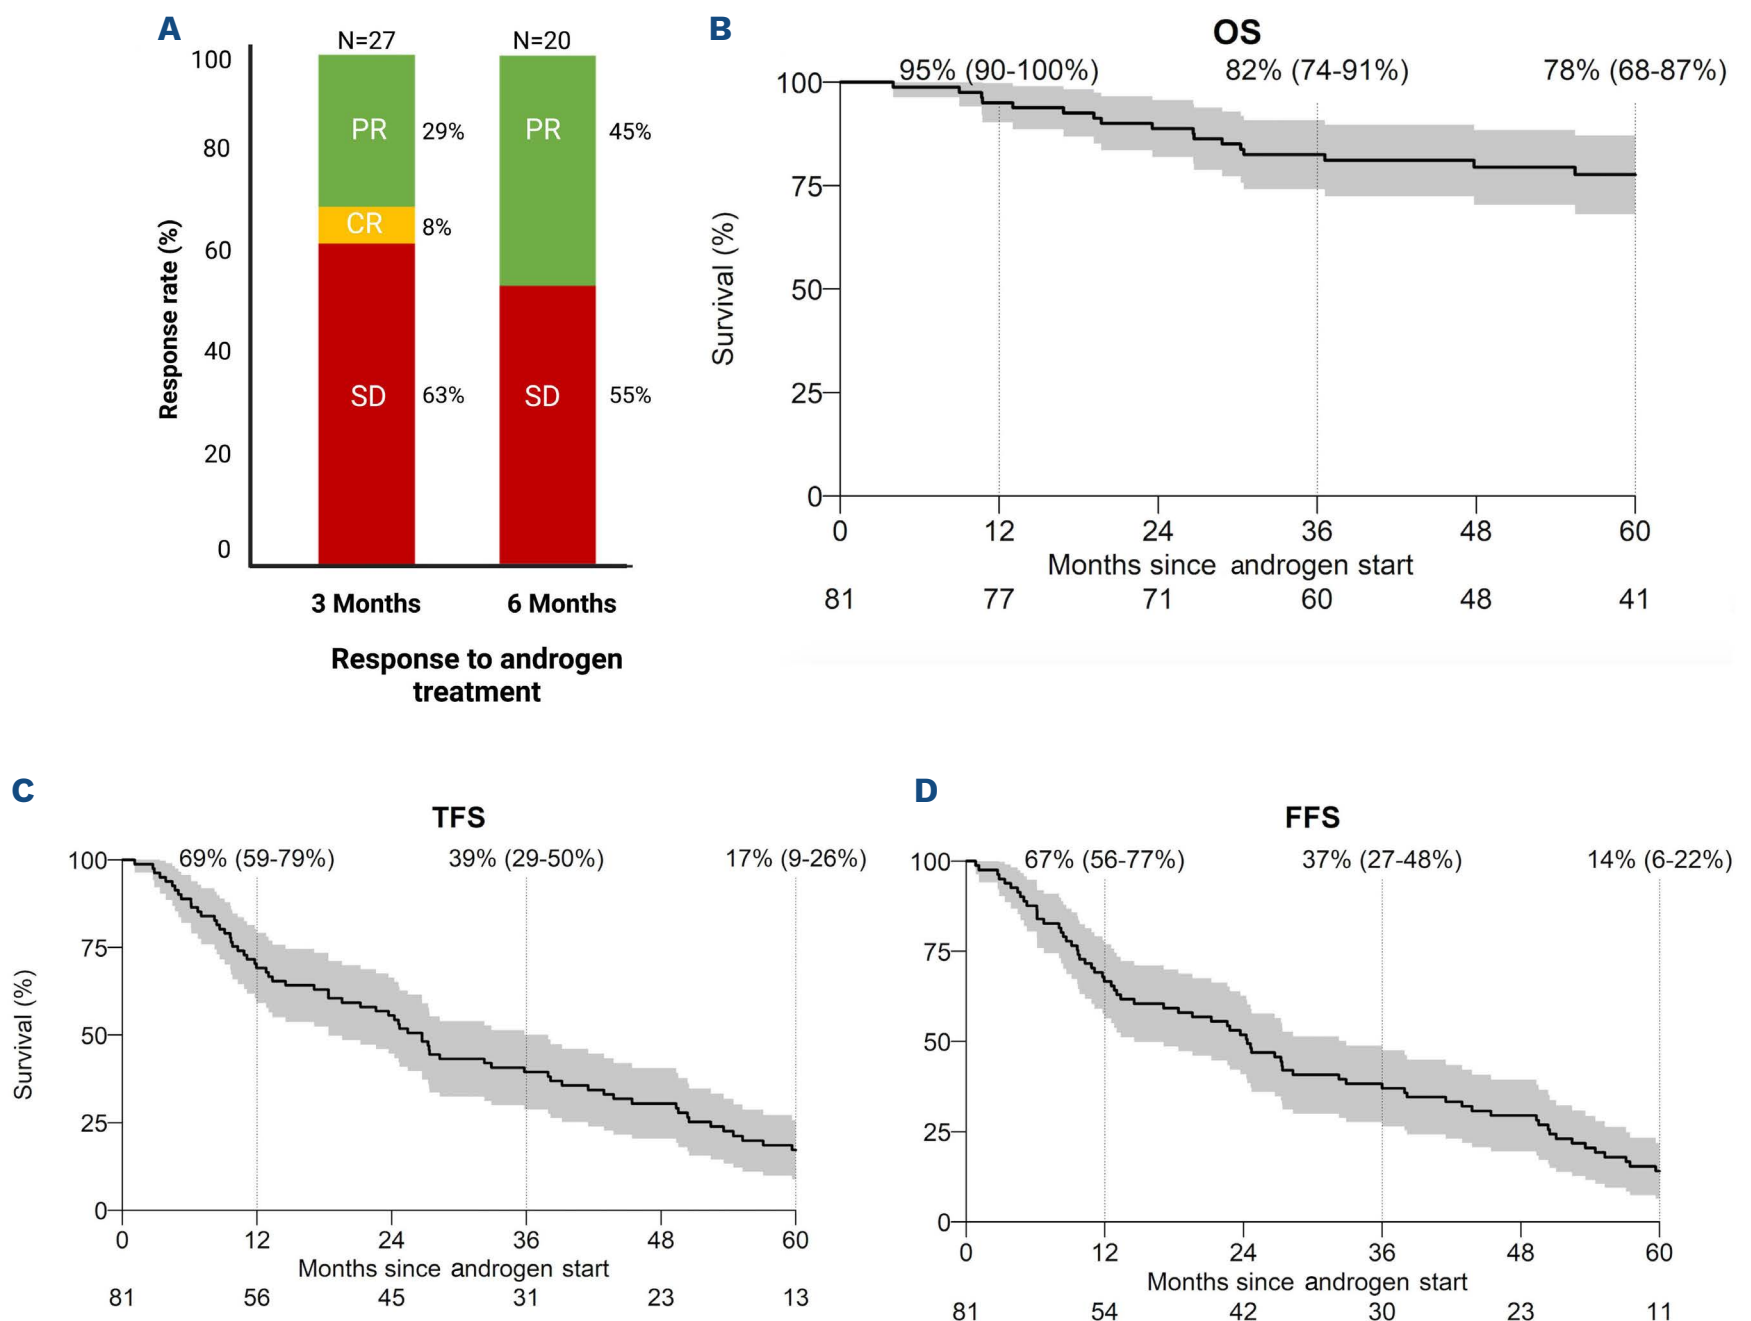 A
N=27 N=20
100
80
60
40
20
0
Response rate (%)
PR 29%
CR 8%
SD 63%
PR 45%
SD 55%
3 Months 6 Months
Response to androgen
treatment
B
OS
95% (90-100%) 82% (74-91%) 78% (68-87%)
100
75
50
25
0
Survival (%)
0 12 24 36 48 60
Months since androgen start
81 77 71 60 48 41
C
TFS
69% (59-79%) 39% (29-50%) 17% (9-26%)
100
75
50
25
0
Survival (%)
0 12 24 36 48 60
Months since androgen start
81 56 45 31 23 13
D
FFS
67% (56-77%) 37% (27-48%) 14% (6-22%)
100
75
50
25
0
0 12 24 36 48 60
Months since androgen start
81 54 42 30 23 11